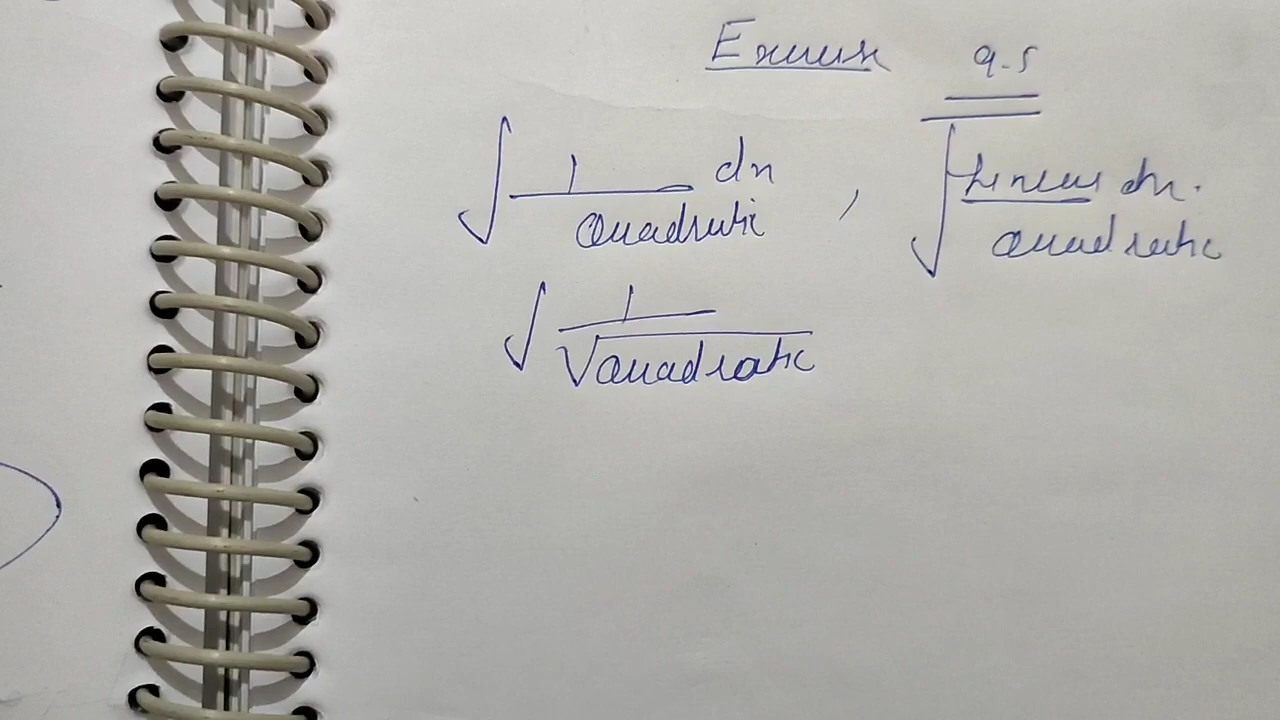 Exercise 9.5
∫ 1/Quadratic dx , ∫ Linear/Quadratic dx.
∫ 1/√Quadratic